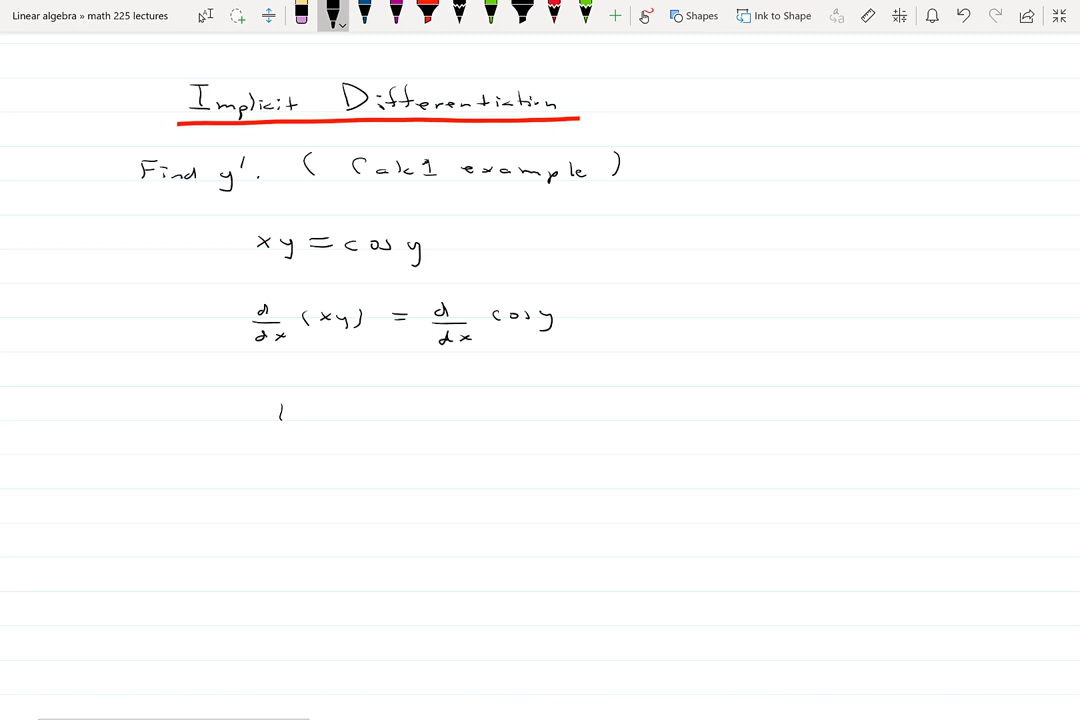 Linear algebra » math 225 lectures
Shapes
Ink to Shape
Implicit Differentiation
Find y'. ( Calc 1 example )
xy = cos y
d/dx (xy) = d/dx cos y